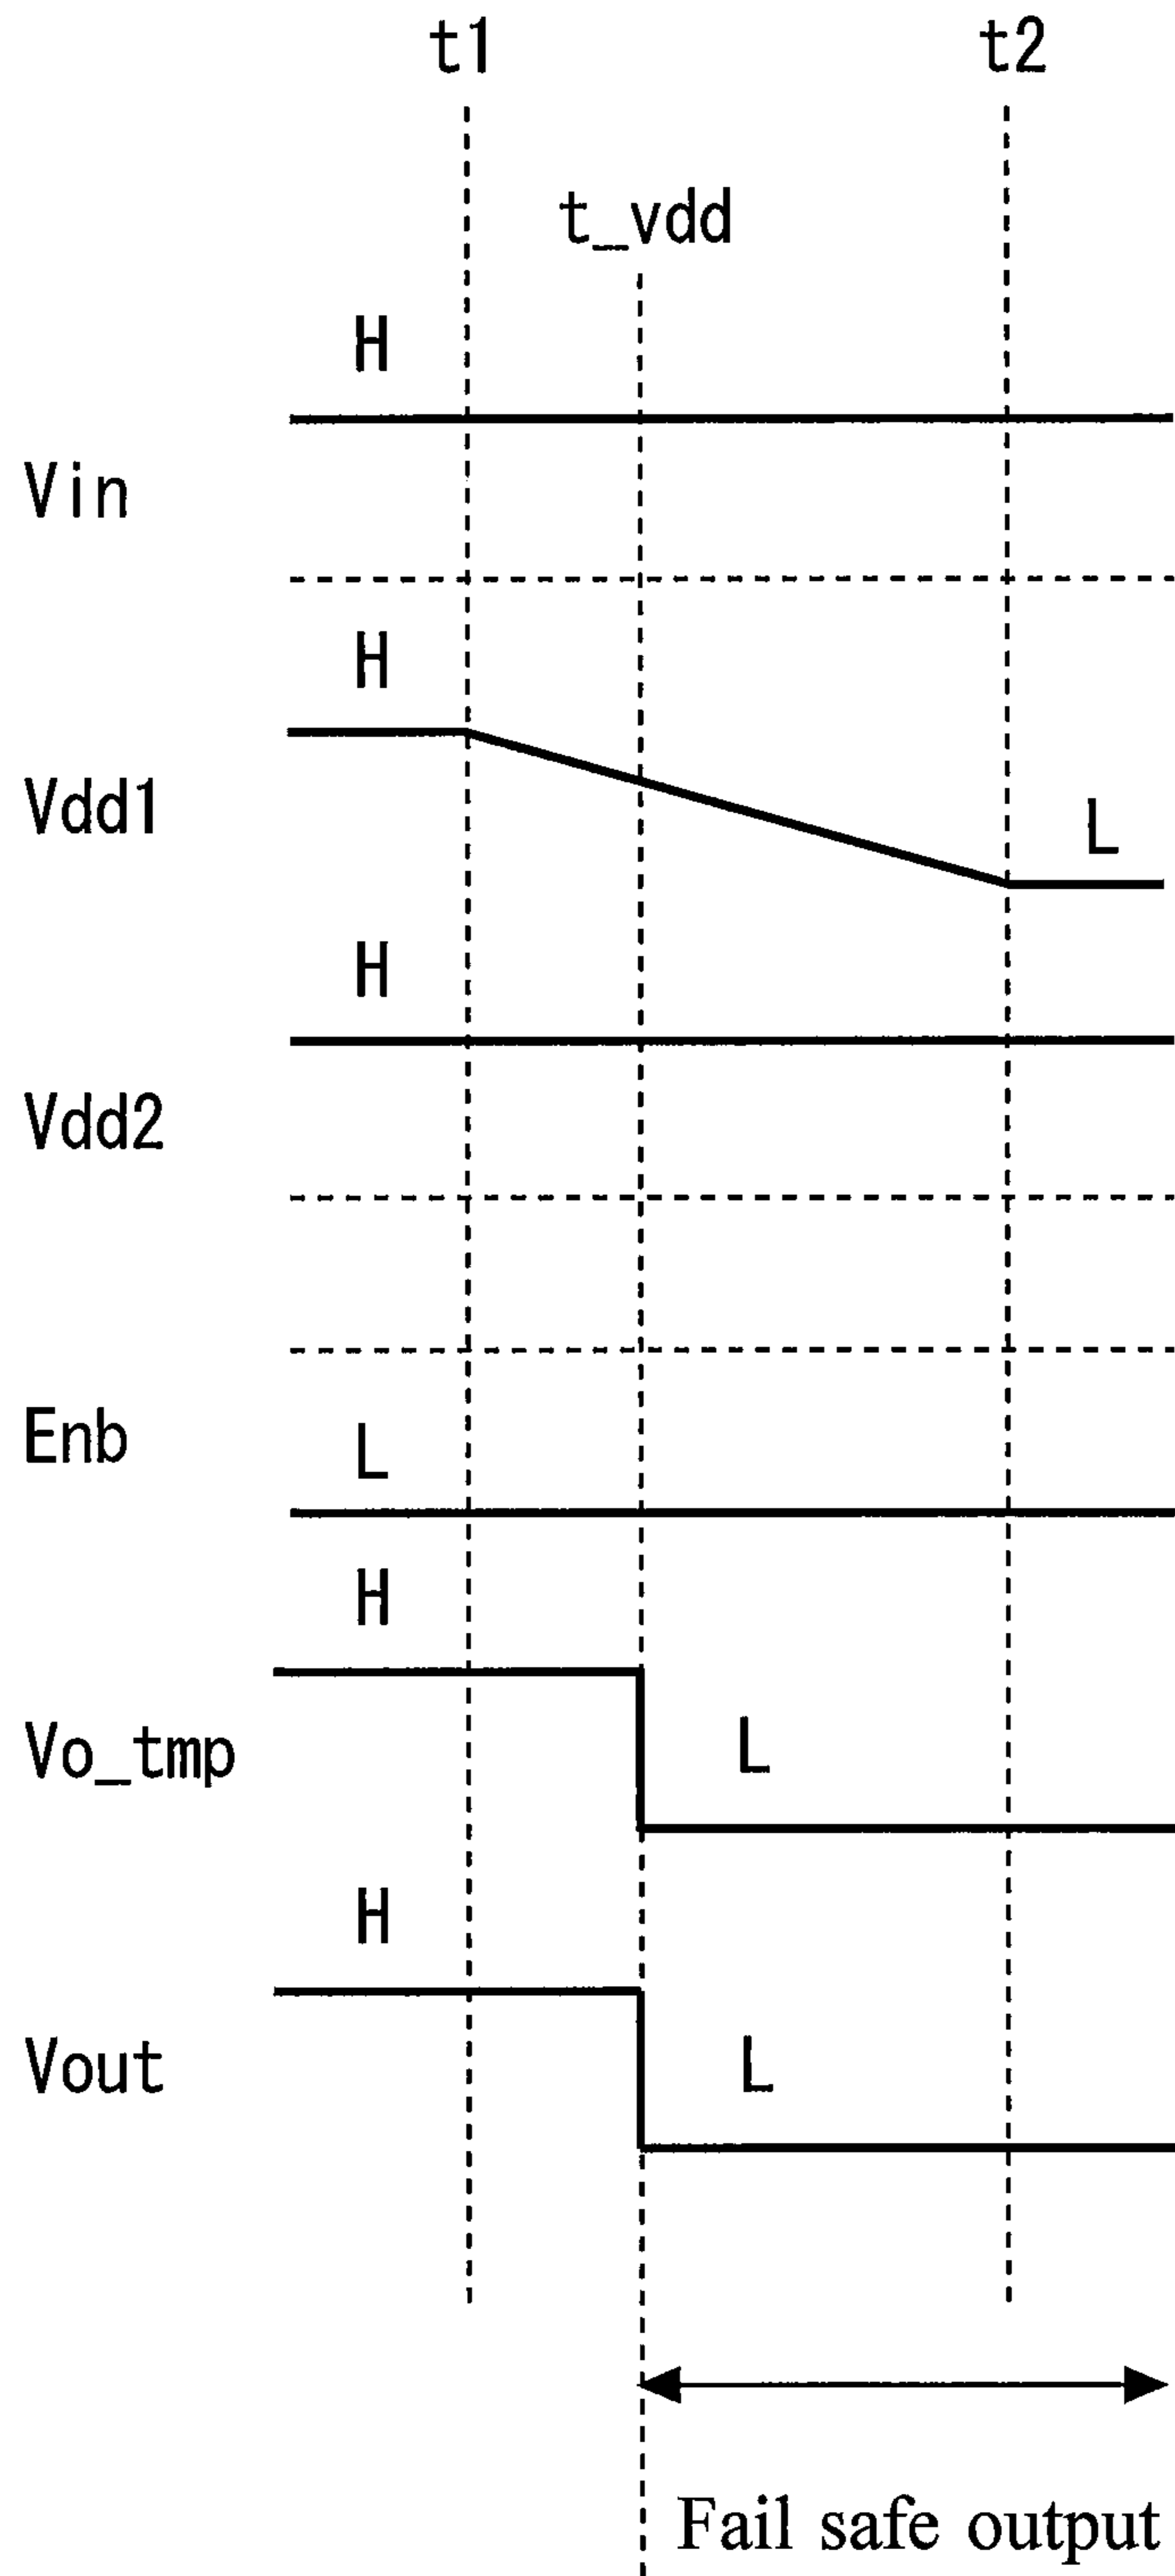 t1 t2
t_vdd
H
Vin
H
Vdd1
L
H
Vdd2
Enb
L
H
Vo_tmp
L
H
Vout
L
Fail safe output